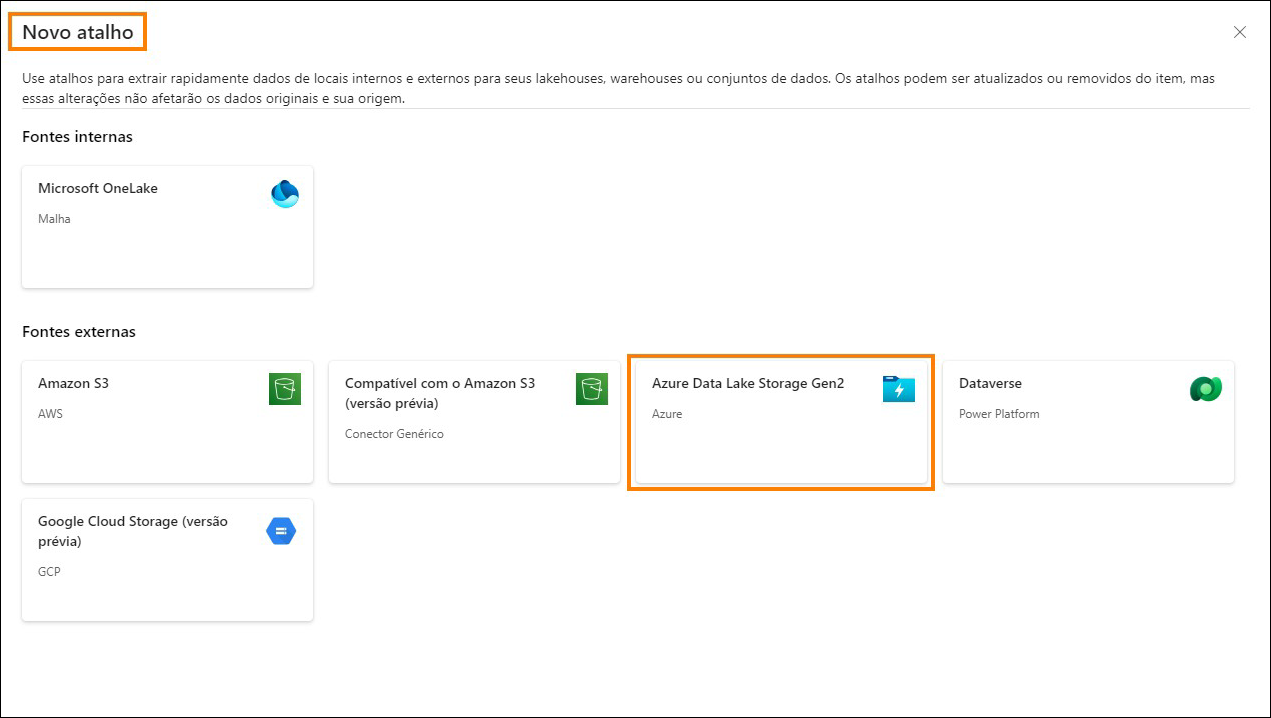 Novo atalho
Use atalhos para extrair rapidamente dados de locais internos e externos para seus lakehouses, warehouses ou conjuntos de dados. Os atalhos podem ser atualizados ou removidos do item, mas
essas alterações não afetarão os dados originais e sua origem.
Fontes internas
Microsoft OneLake
Malha
Fontes externas
Amazon S3
AWS
Compatível com o Amazon S3
(versão prévia)
Conector Genérico
Azure Data Lake Storage Gen2
Azure
Dataverse
Power Platform
Google Cloud Storage (versão
prévia)
GCP